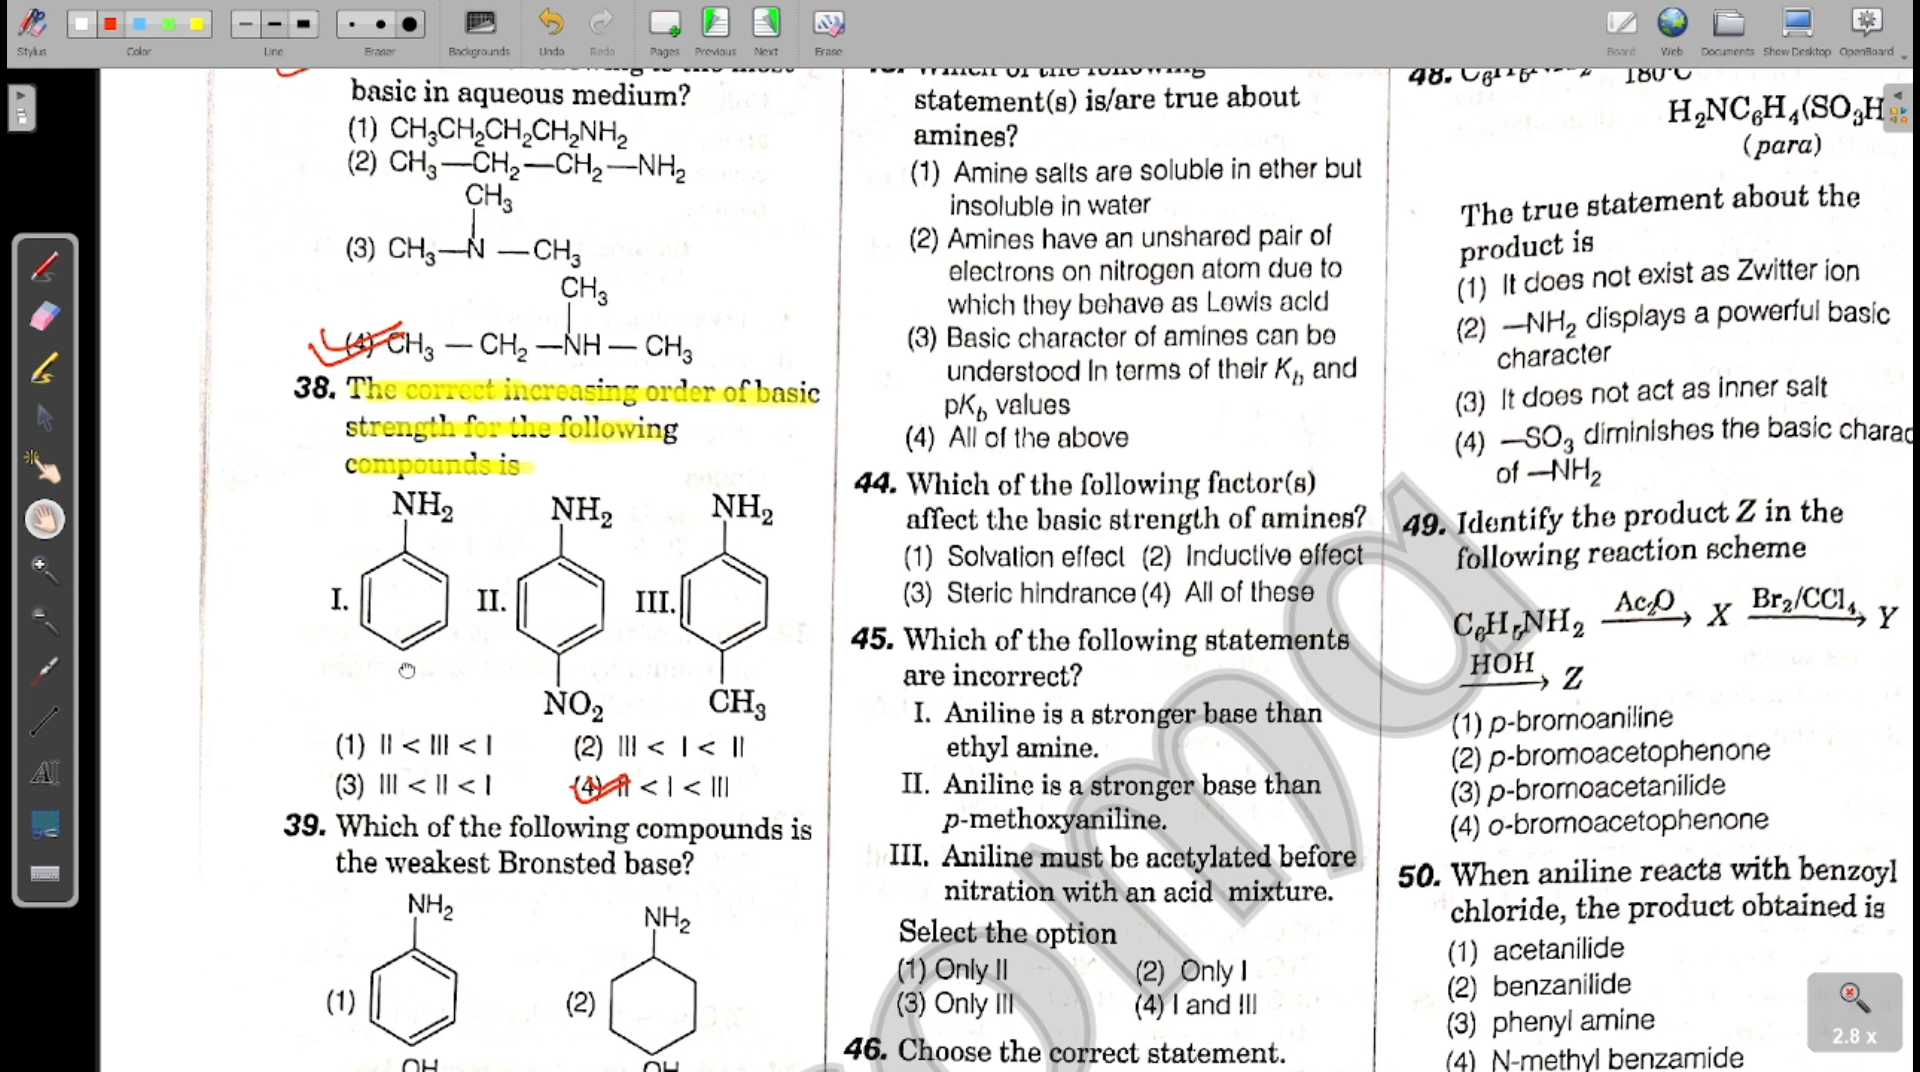 Stylus
Color
Line
Eraser
Backgrounds
Undo
Redo
Pages
Previous
Next
Erase
Board
Web
Documents
Show Desktop
OpenBoard
basic in aqueous medium?
(1) CH3CH2CH2CH2NH2
(2) CH3—CH2—CH2—NH2
CH3
(3) CH3—N—CH3
CH3
(4) CH3—CH2—NH—CH3
38. The correct increasing order of basic
strength for the following
compounds is
NH2 NH2 NH2
I. II. III.
NO2 CH3
(1) II < III < I (2) III < I < II
(3) III < II < I (4) II < I < III
39. Which of the following compounds is
the weakest Bronsted base?
NH2 NH2
(1) (2)
OH OH
Which of the following
statement(s) is/are true about
amines?
(1) Amine salts are soluble in ether but
insoluble in water
(2) Amines have an unshared pair of
electrons on nitrogen atom due to
which they behave as Lewis acid
(3) Basic character of amines can be
understood In terms of their Kb and
pKb values
(4) All of the above
44. Which of the following factor(s)
affect the basic strength of amines?
(1) Solvation effect (2) Inductive effect
(3) Steric hindrance (4) All of these
45. Which of the following statements
are incorrect?
I. Aniline is a stronger base than
ethyl amine.
II. Aniline is a stronger base than
p-methoxyaniline.
III. Aniline must be acetylated before
nitration with an acid mixture.
Select the option
(1) Only II (2) Only I
(3) Only III (4) I and III
46. Choose the correct statement.
48. 180°C
H2NC6H4(SO3H
(para)
The true statement about the
product is
(1) It does not exist as Zwitter ion
(2) —NH2 displays a powerful basic
character
(3) It does not act as inner salt
(4) —SO3 diminishes the basic charac
of —NH2
49. Identify the product Z in the
following reaction scheme
C6H5NH2 Ac2O → X Br2/CCl4 → Y
HOH → Z
(1) p-bromoaniline
(2) p-bromoacetophenone
(3) p-bromoacetanilide
(4) o-bromoacetophenone
50. When aniline reacts with benzoyl
chloride, the product obtained is
(1) acetanilide
(2) benzanilide
(3) phenyl amine
(4) N-methyl benzamide
2.8 x